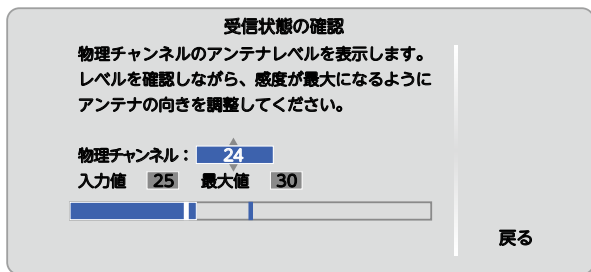 受信状態の確認
物理チャンネルのアンテナレベルを表示します。
レベルを確認しながら、感度が最大になるように
アンテナの向きを調整してください。
物理チャンネル： 24
入力値 25 最大値 30
戻る